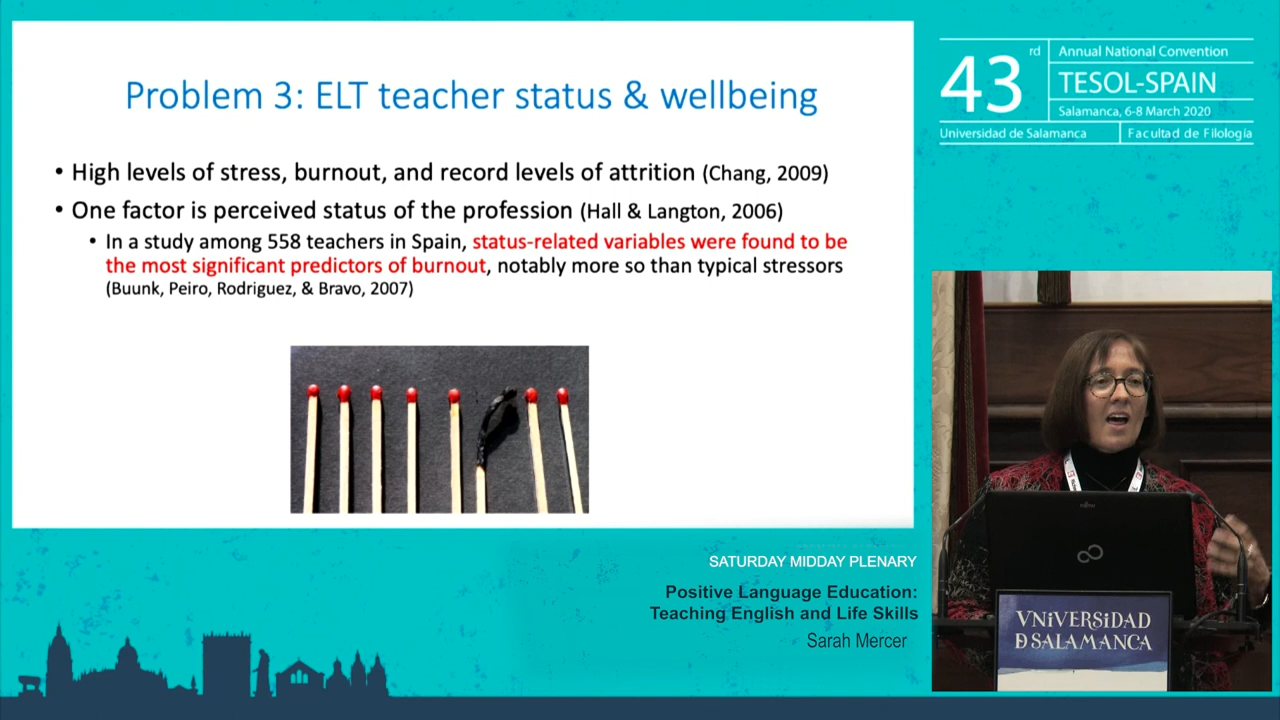 Problem 3: ELT teacher status & wellbeing
• High levels of stress, burnout, and record levels of attrition (Chang, 2009)
• One factor is perceived status of the profession (Hall & Langton, 2006)
• In a study among 558 teachers in Spain, status-related variables were found to be
the most significant predictors of burnout, notably more so than typical stressors
(Buunk, Peiro, Rodriguez, & Bravo, 2007)
43rd
Annual National Convention
TESOL-SPAIN
Salamanca, 6-8 March 2020
Universidad de Salamanca
Facultad de Filología
SATURDAY MIDDAY PLENARY
Positive Language Education:
Teaching English and Life Skills
Sarah Mercer
VNiVERSiDAD
D SALAMANCA